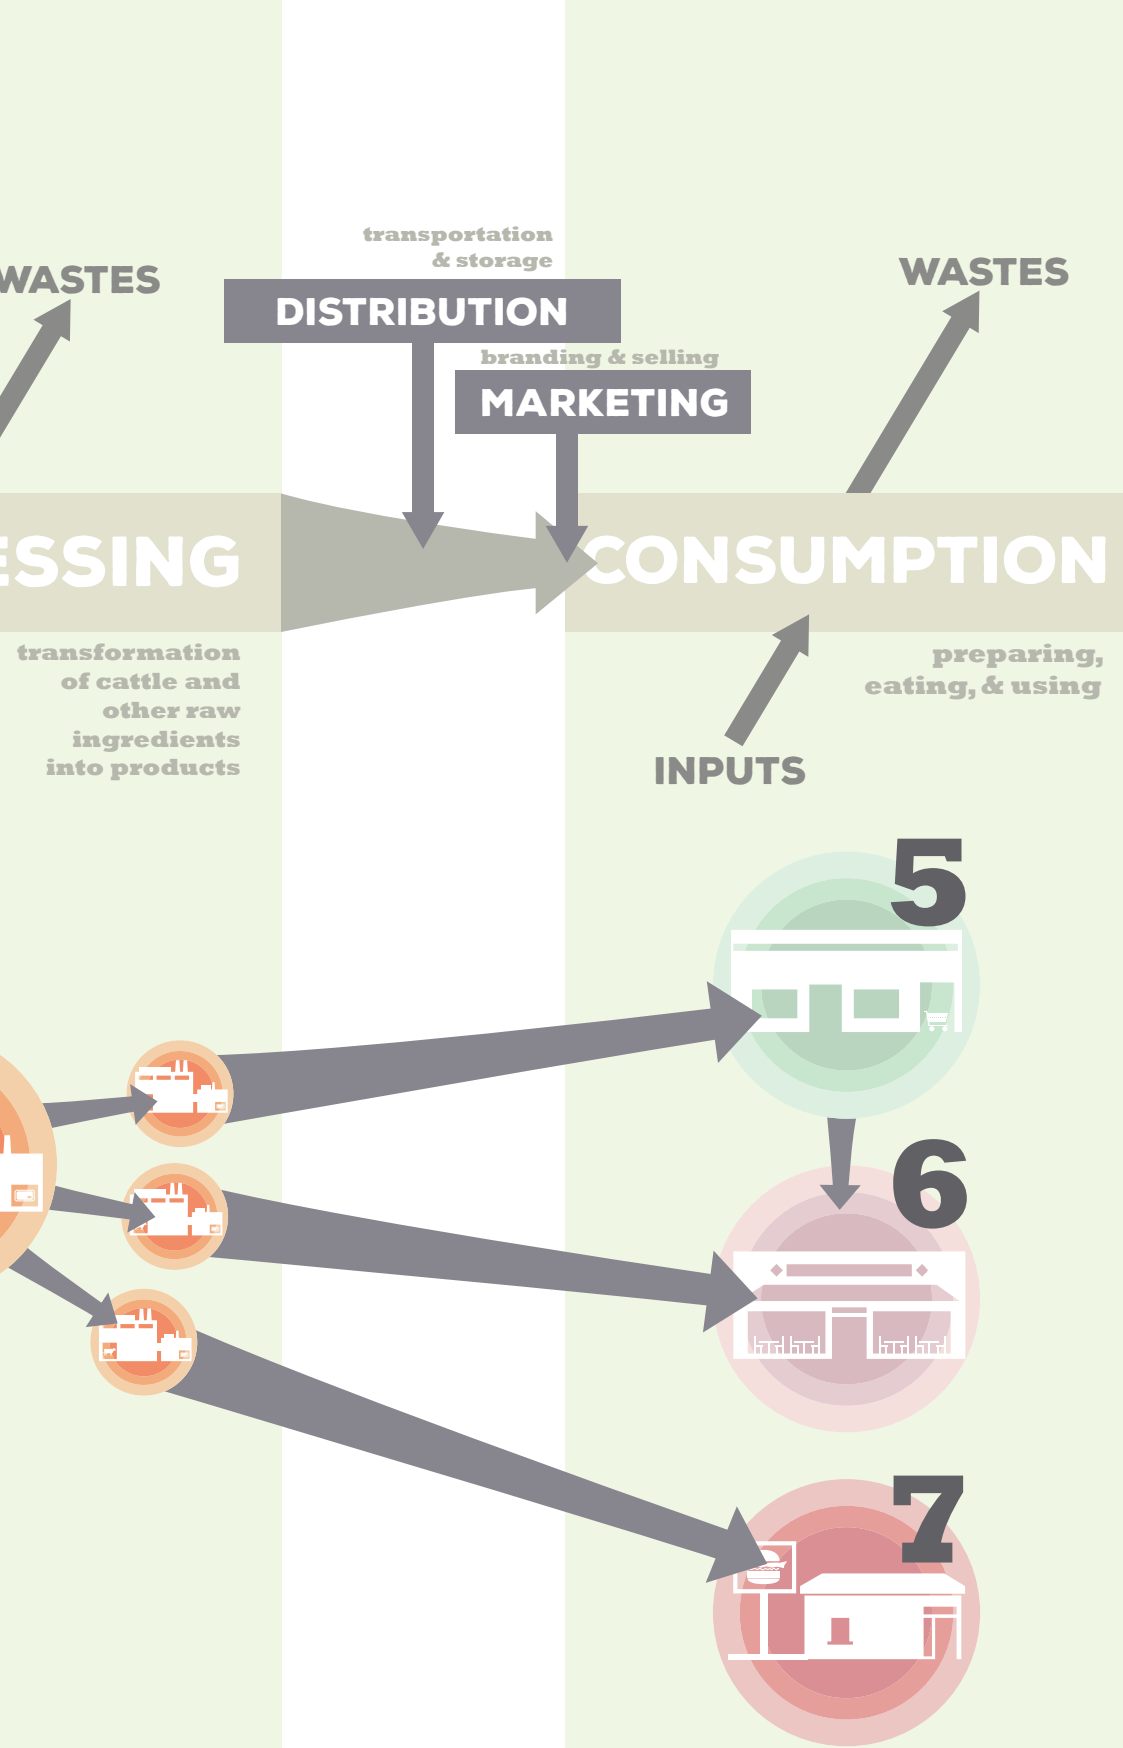 transportation
& storage
WASTES
WASTES
DISTRIBUTION
branding & selling
MARKETING
ESSING
CONSUMPTION
transformation
of cattle and
other raw
ingredients
into products
preparing,
eating, & using
INPUTS
5
6
7